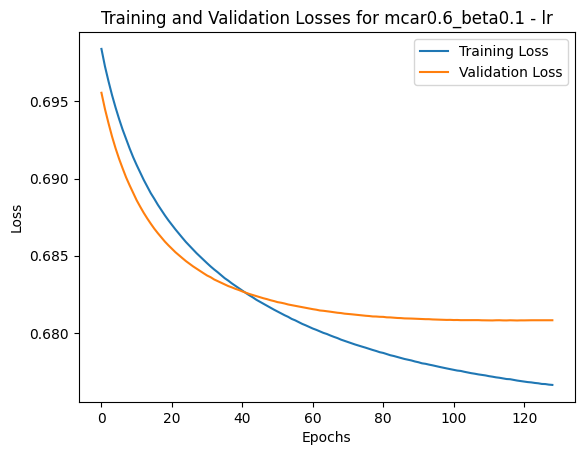 Training and Validation Losses for mcar0.6_beta0.1 - lr
Training Loss
Validation Loss
0.695
0.690
0.685
0.680
Loss
0
20
40
60
80
100
120
Epochs